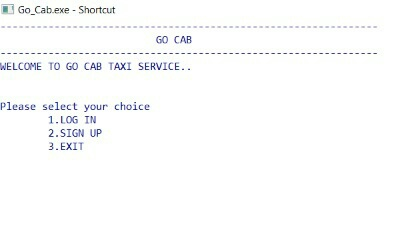 Go_Cab.exe - Shortcut
----------------------------------------------------------------
GO CAB
----------------------------------------------------------------
WELCOME TO GO CAB TAXI SERVICE..
Please select your choice
1.LOG IN
2.SIGN UP
3.EXIT